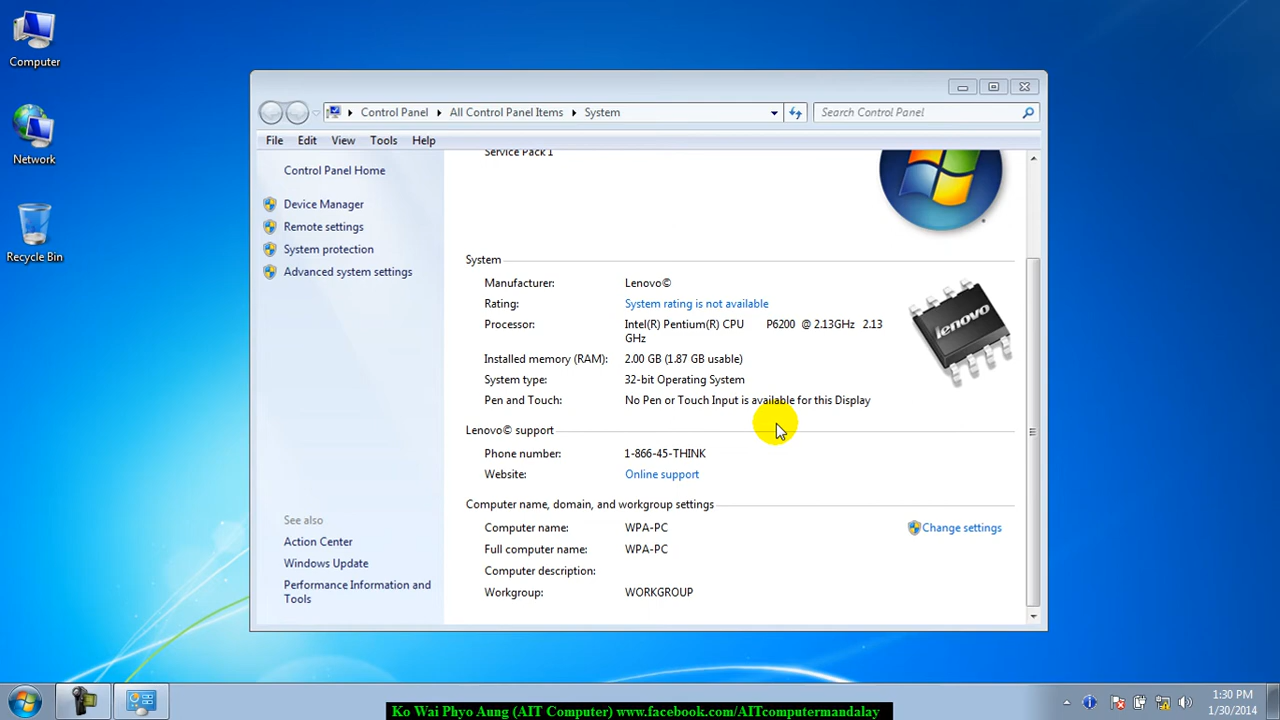 Computer
Network
Recycle Bin
Control Panel
All Control Panel Items
System
Search Control Panel
File Edit View Tools Help
Control Panel Home
Device Manager
Remote settings
System protection
Advanced system settings
See also
Action Center
Windows Update
Performance Information and
Tools
Service Pack 1
System
Manufacturer: Lenovo©
Rating: System rating is not available
Processor: Intel(R) Pentium(R) CPU P6200 @ 2.13GHz 2.13
GHz
Installed memory (RAM): 2.00 GB (1.87 GB usable)
System type: 32-bit Operating System
Pen and Touch: No Pen or Touch Input is available for this Display
lenovo
Lenovo© support
Phone number: 1-866-45-THINK
Website: Online support
Computer name, domain, and workgroup settings
Computer name: WPA-PC
Change settings
Full computer name: WPA-PC
Computer description:
Workgroup: WORKGROUP
1:30 PM
1/30/2014
Ko Wai Phyo Aung (AIT Computer) www.facebook.com/AITcomputermandalay